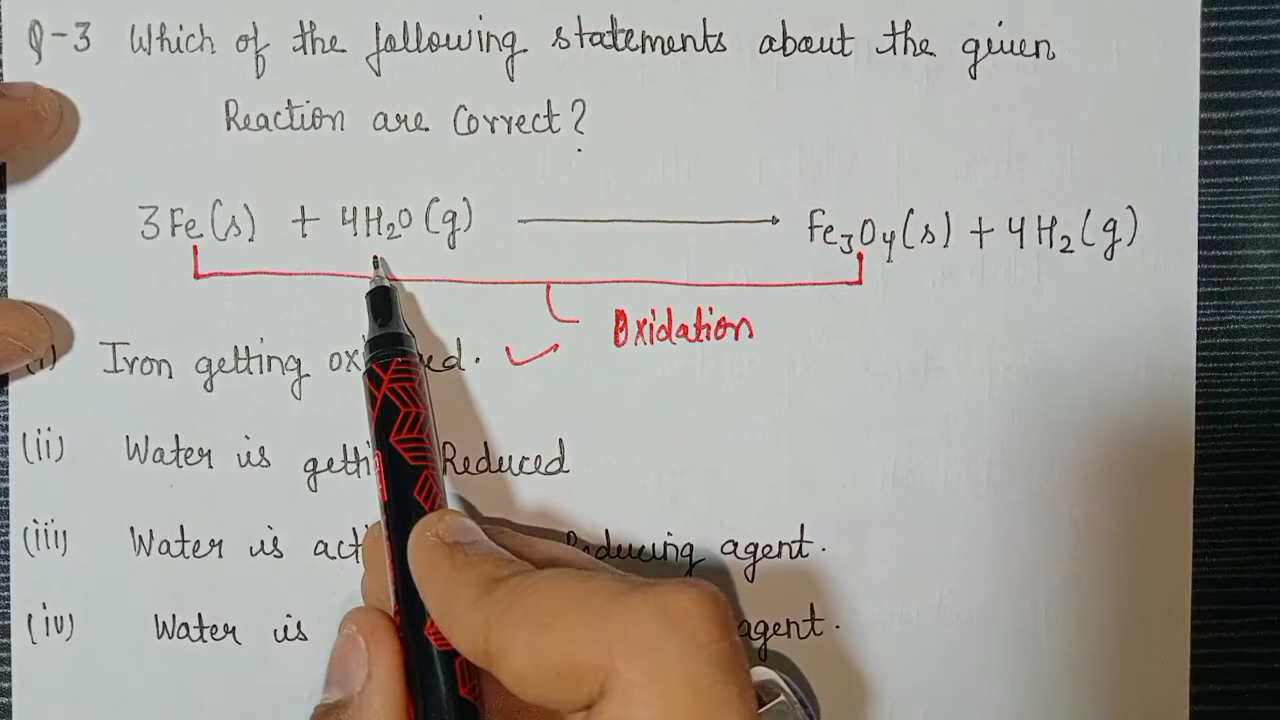 Q-3 Which of the following statements about the given
Reaction are Correct?
3Fe(s) + 4H₂O(g) ⟶ Fe₃O₄(s) + 4H₂(g)
Oxidation
Iron getting
(ii) Water is Reduced
(iii) Water is agent.
(iv) Water is agent.